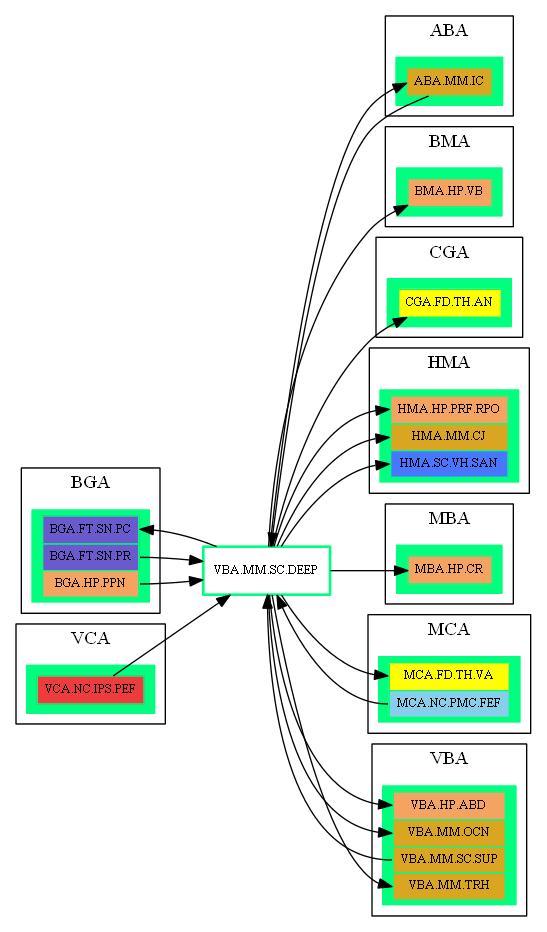 ABA
ABA.MM.IC
BMA
BMA.HP.VB
CGA
CGA.FD.TH.AN
HMA
HMA.HP.PRF.RPO
HMA.MM.CJ
HMA.SC.VH.SAN
BGA
BGA.FT.SN.PC
BGA.FT.SN.PR
BGA.HP.PPN
VBA.MM.SC.DEEP
MBA
MBA.HP.CR
VCA
VCA.NC.IPS.PEF
MCA
MCA.FD.TH.VA
MCA.NC.PMC.FEF
VBA
VBA.HP.ABD
VBA.MM.OCN
VBA.MM.SC.SUP
VBA.MM.TRH